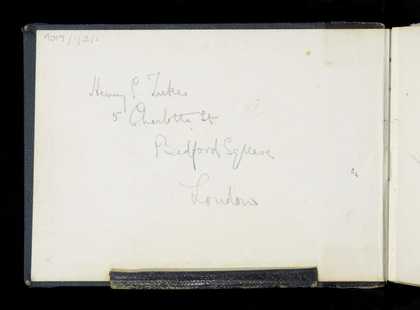 Henry S. Tuke
5 Charlotte St
Bedford Square
London